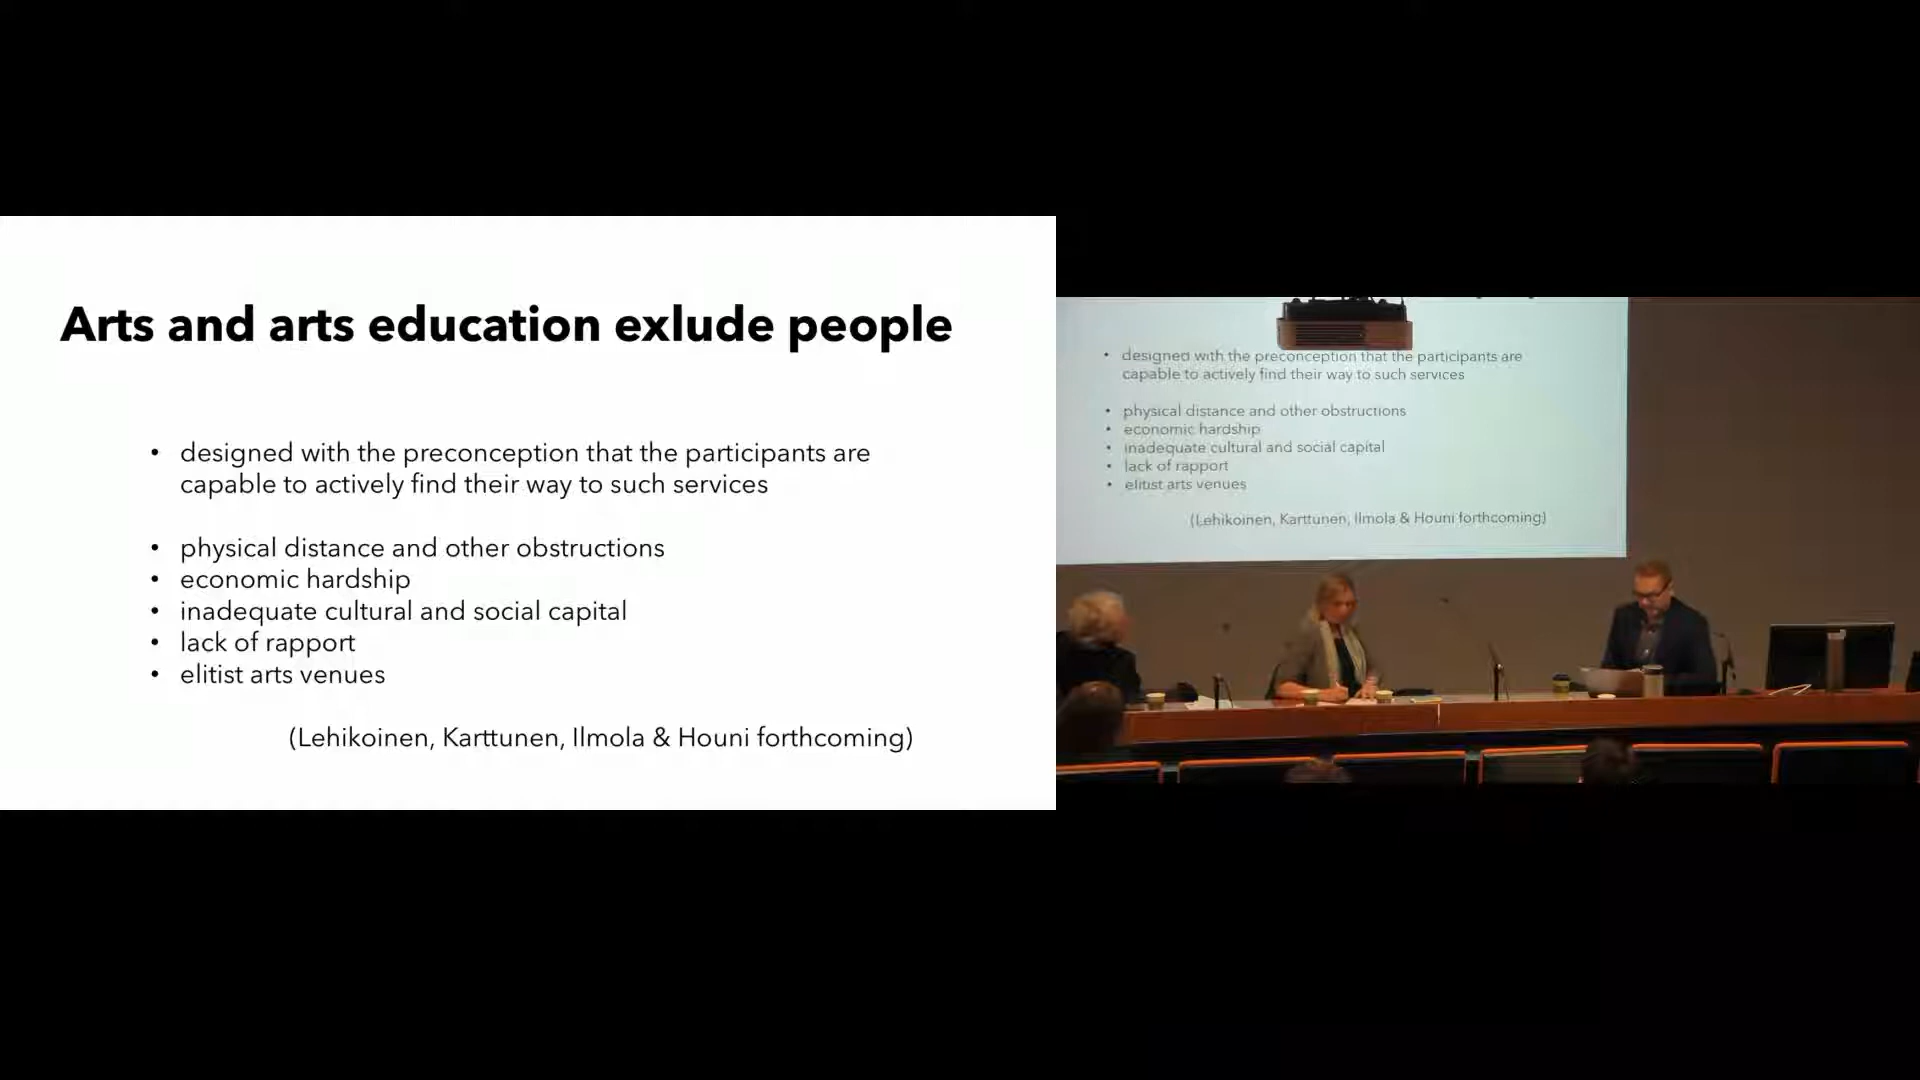 Arts and arts education exlude people
• designed with the preconception that the participants are
capable to actively find their way to such services
• physical distance and other obstructions
• economic hardship
• inadequate cultural and social capital
• lack of rapport
• elitist arts venues
(Lehikoinen, Karttunen, Ilmola & Houni forthcoming)
• designed with the preconception that the participants are
capable to actively find their way to such services
• physical distance and other obstructions
• economic hardship
• inadequate cultural and social capital
• lack of rapport
• elitist arts venues
(Lehikoinen, Karttunen, Ilmola & Houni forthcoming)